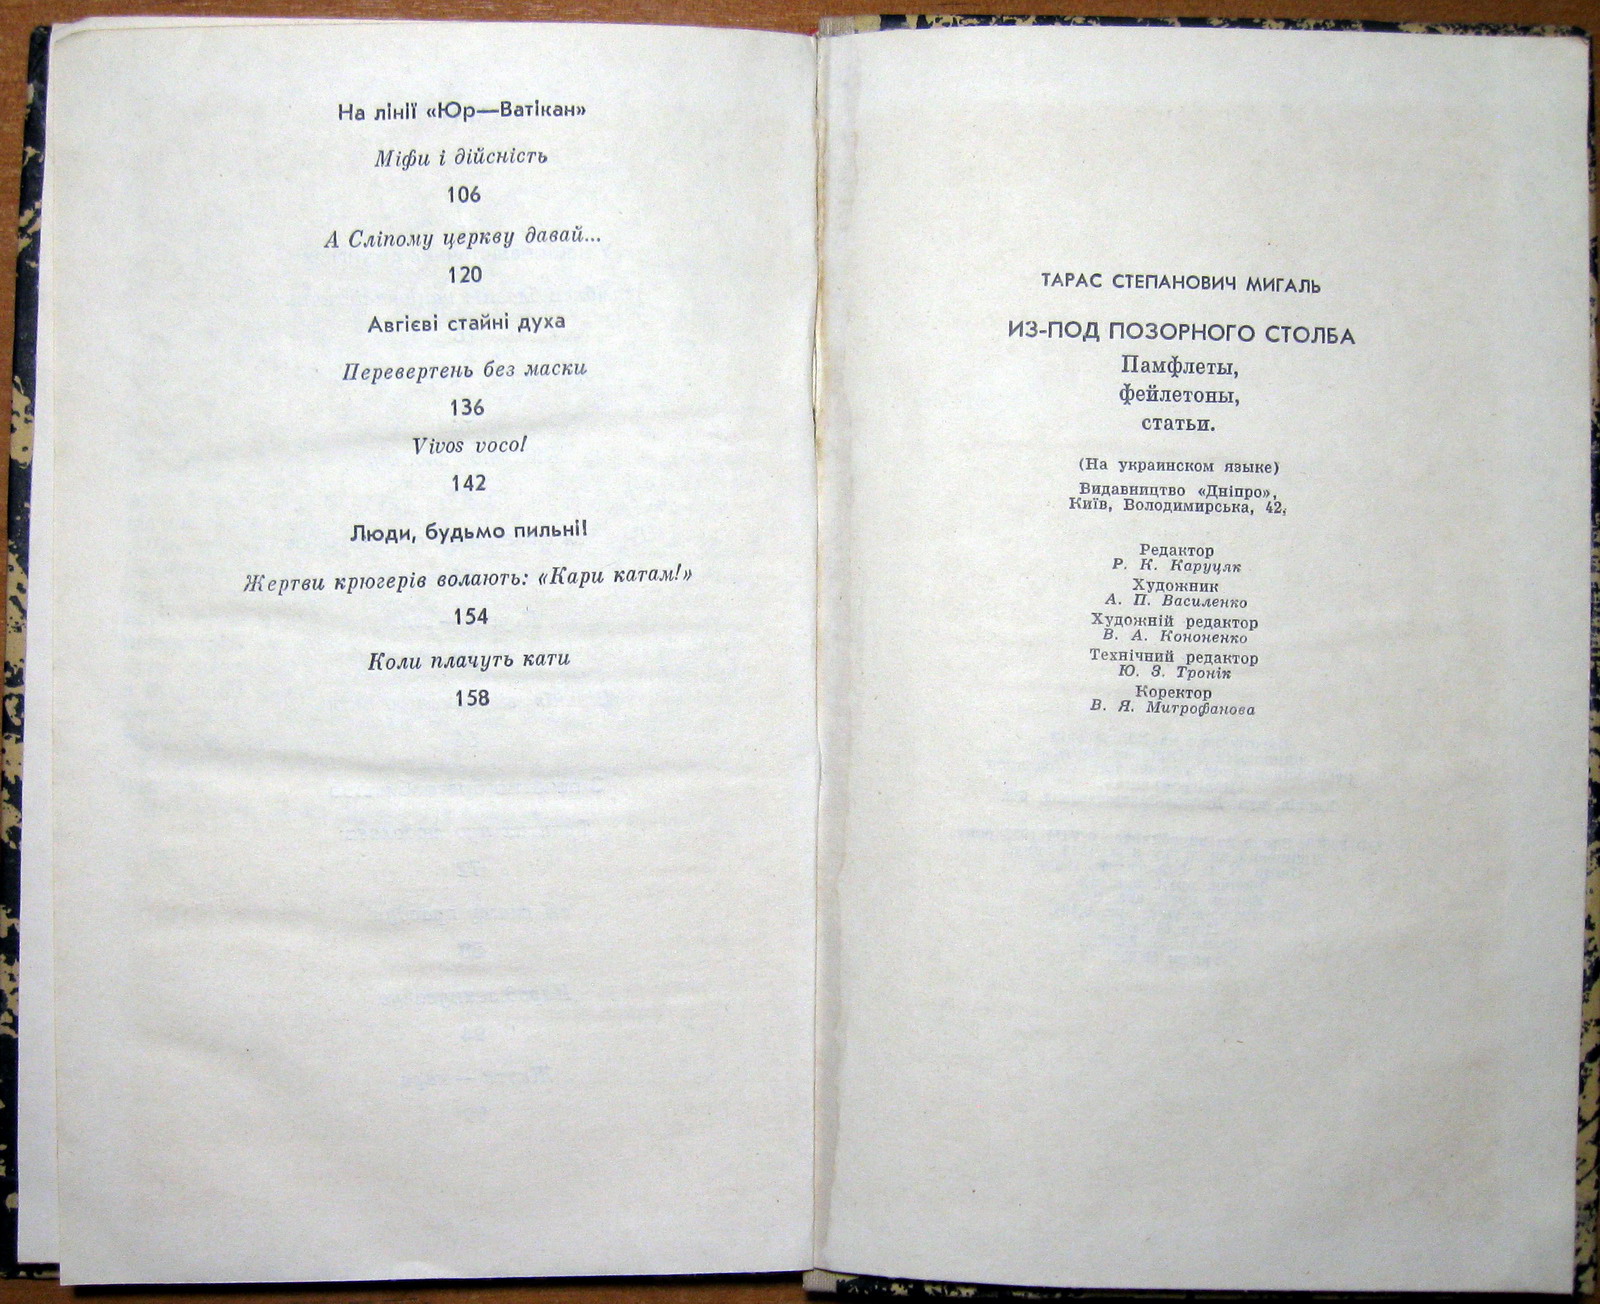 На лінії «Юр—Ватікан»
Міфи і дійсність
106
А Сліпому церкву давай...
120
Авгієві стайні духа
Перевертень без маски
136
Vivos voco!
142
Люди, будьмо пильні!
Жертви крюгерів волають: «Кари катам!»
154
Коли плачуть кати
158
ТАРАС СТЕПАНОВИЧ МИГАЛЬ
ИЗ-ПОД ПОЗОРНОГО СТОЛБА
Памфлеты,
фейлетоны,
статьи.
(На украинском языке)
Видавництво «Дніпро»,
Київ, Володимирська, 42.
Редактор
Р. К. Каруцяк
Художник
А. П. Василенко
Художній редактор
В. А. Кононенко
Технічний редактор
Ю. З. Тронік
Коректор
В. Я. Митрофанова